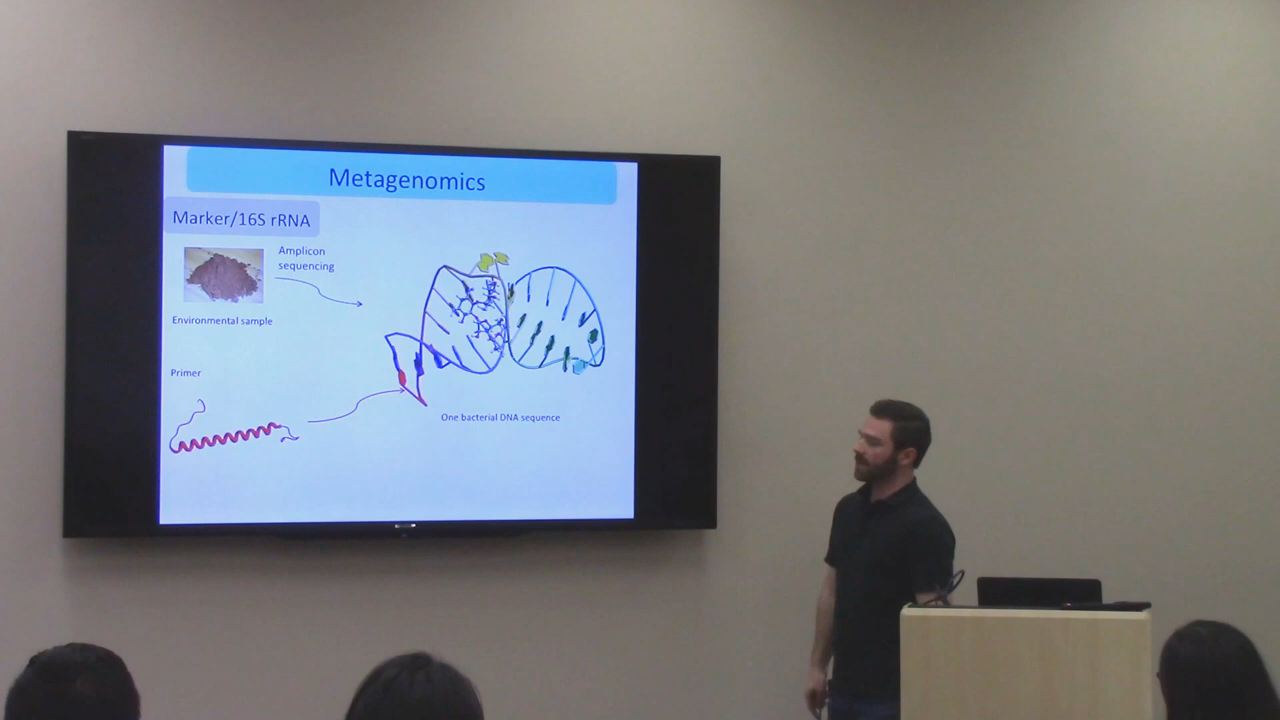 Metagenomics
Marker/16S rRNA
Amplicon
sequencing
Environmental sample
Primer
One bacterial DNA sequence